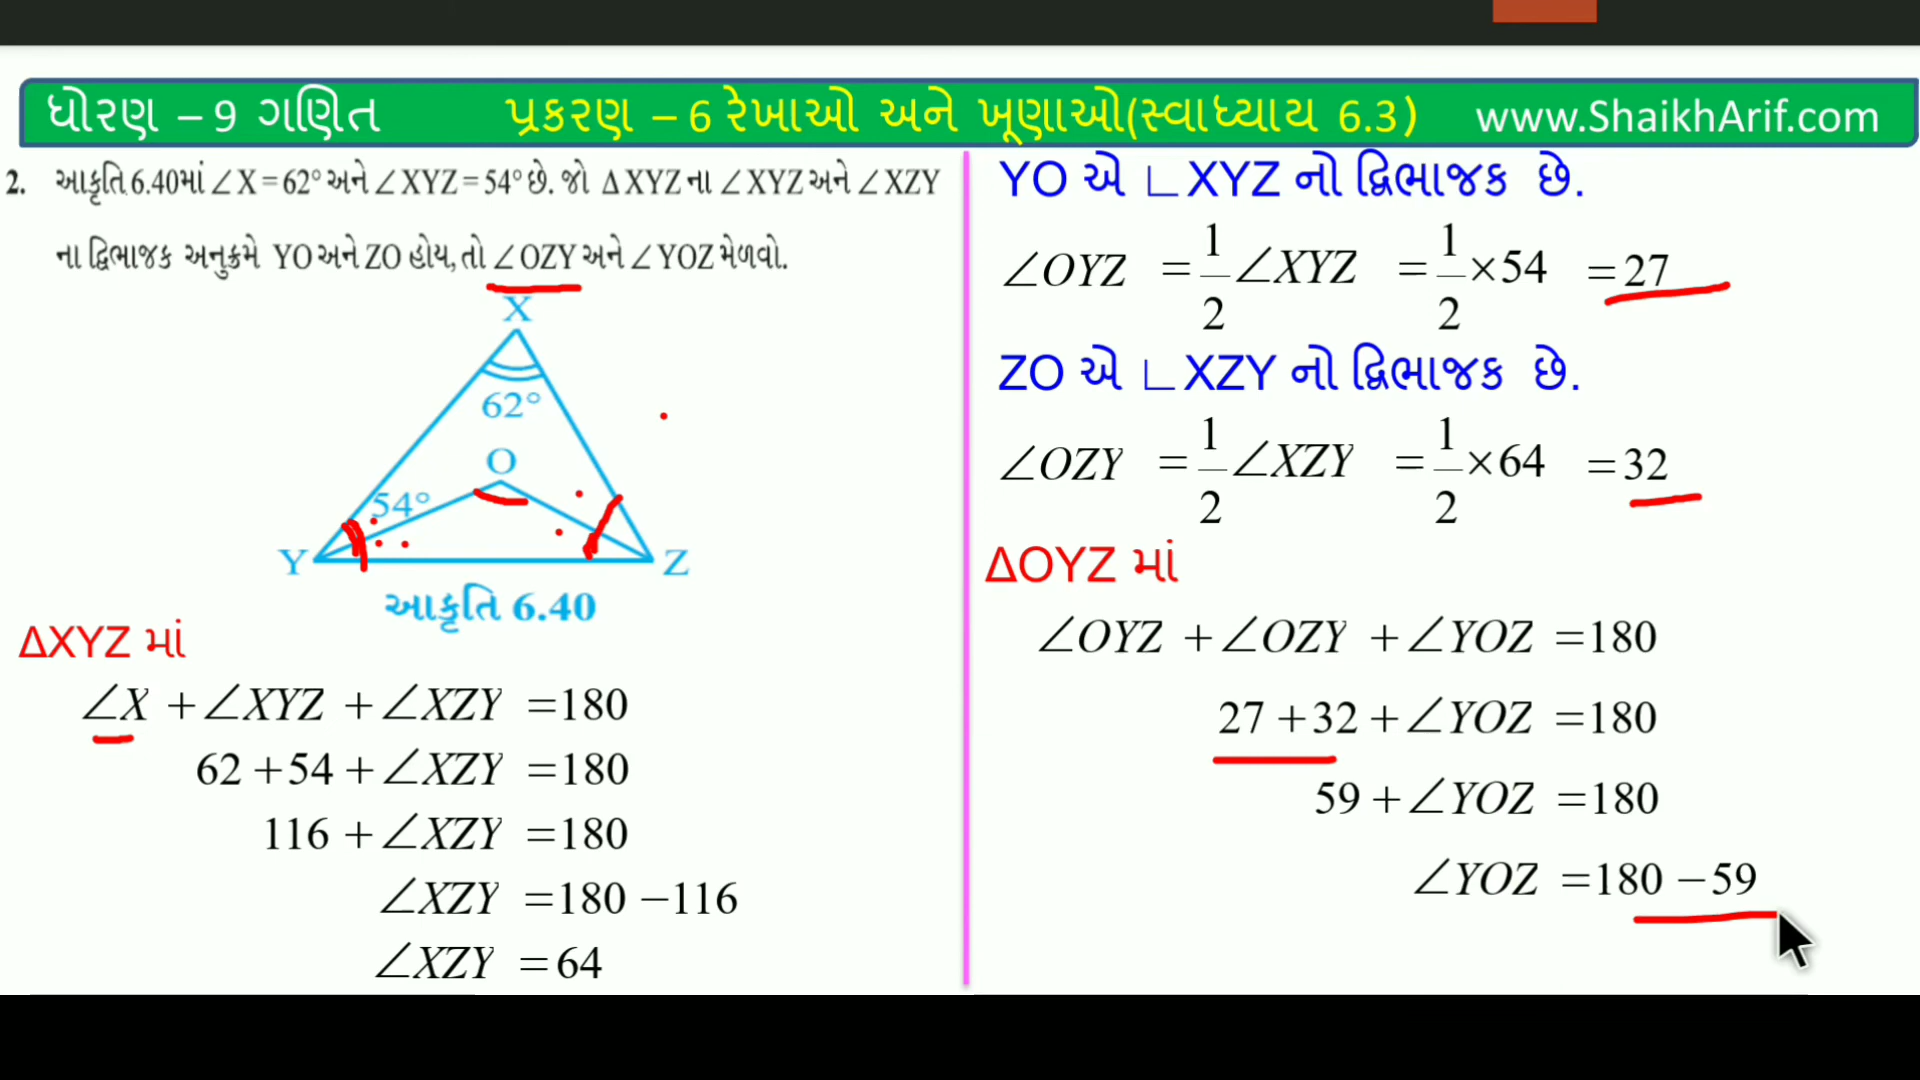 ધોરણ – 9 ગણિત પ્રકરણ – 6 રેખાઓ અને ખૂણાઓ(સ્વાધ્યાય 6.3) www.ShaikhArif.com
2. આકૃતિ 6.40માં ∠X = 62° અને ∠XYZ = 54° છે. જો ΔXYZ ના ∠XYZ અને ∠XZY
ના દ્વિભાજક અનુક્રમે YO અને ZO હોય, તો ∠OZY અને ∠YOZ મેળવો.
X
62°
O
54°
Y
Z
આકૃતિ 6.40
ΔXYZ માં
∠X + ∠XYZ + ∠XZY = 180
62 + 54 + ∠XZY = 180
116 + ∠XZY = 180
∠XZY = 180 − 116
∠XZY = 64
YO એ ∟XYZ નો દ્વિભાજક છે.
∠OYZ = 1/2 ∠XYZ = 1/2 × 54 = 27
ZO એ ∟XZY નો દ્વિભાજક છે.
∠OZY = 1/2 ∠XZY = 1/2 × 64 = 32
ΔOYZ માં
∠OYZ + ∠OZY + ∠YOZ = 180
27 + 32 + ∠YOZ = 180
59 + ∠YOZ = 180
∠YOZ = 180 − 59